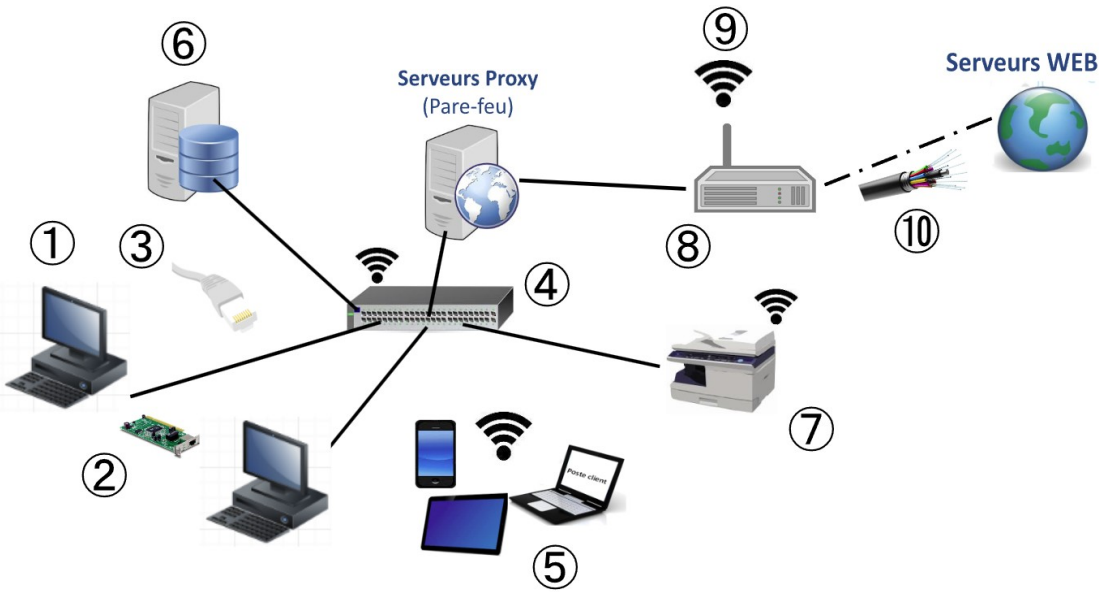 ⑥
⑨
Serveurs WEB
Serveurs Proxy
(Pare-feu)
①
③
④
⑧
⑩
②
⑦
Poste client
⑤